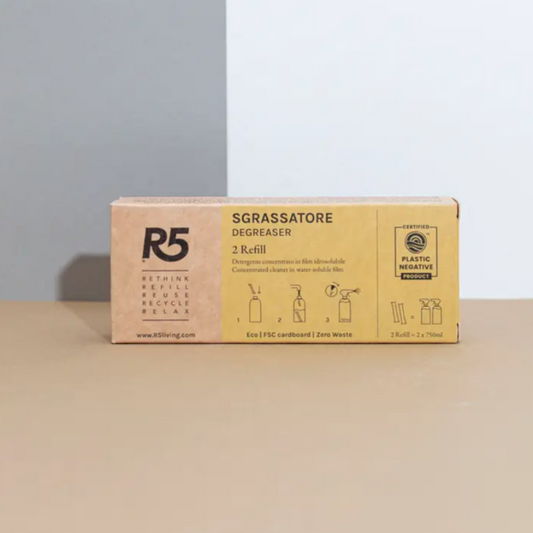 R5
RETHINK
REFILL
REUSE
RECYCLE
RELAX
www.R5living.com
SGRASSATORE
DEGREASER
2 Refill
Detergente concentrato in film idrosolubile
Concentrated cleaner in water soluble film
1 2 3
Eco | FSC cardboard | Zero Waste
CERTIFIED
PLASTIC
NEGATIVE
PRODUCT
=
2 Refill = 2 x 750ml